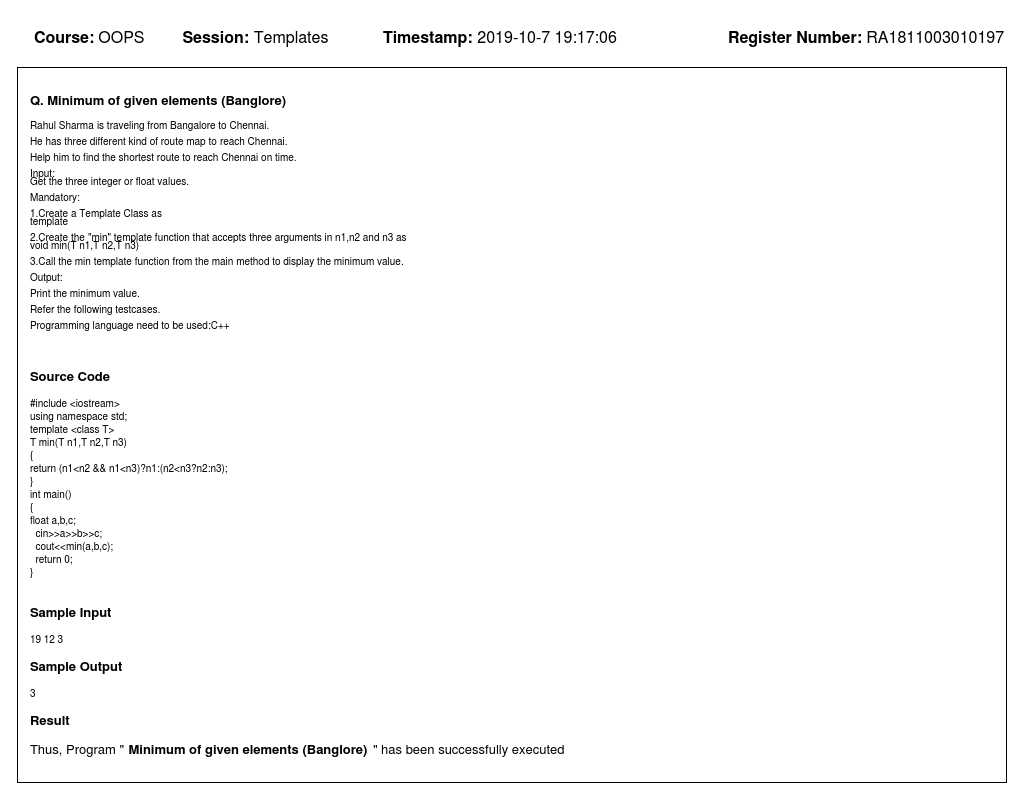 Course: OOPS Session: Templates Timestamp: 2019-10-7 19:17:06 Register Number: RA1811003010197
Q. Minimum of given elements (Banglore)
Rahul Sharma is traveling from Bangalore to Chennai.
He has three different kind of route map to reach Chennai.
Help him to find the shortest route to reach Chennai on time.
Input:
Get the three integer or float values.
Mandatory:
1.Create a Template Class as
template
2.Create the "min" template function that accepts three arguments in n1,n2 and n3 as
void min(T n1,T n2,T n3)
3.Call the min template function from the main method to display the minimum value.
Output:
Print the minimum value.
Refer the following testcases.
Programming language need to be used:C++
Source Code
#include <iostream>
using namespace std;
template <class T>
T min(T n1,T n2,T n3)
{
return (n1<n2 && n1<n3)?n1:(n2<n3?n2:n3);
}
int main()
{
float a,b,c;
cin>>a>>b>>c;
cout<<min(a,b,c);
return 0;
}
Sample Input
19 12 3
Sample Output
3
Result
Thus, Program " Minimum of given elements (Banglore) " has been successfully executed